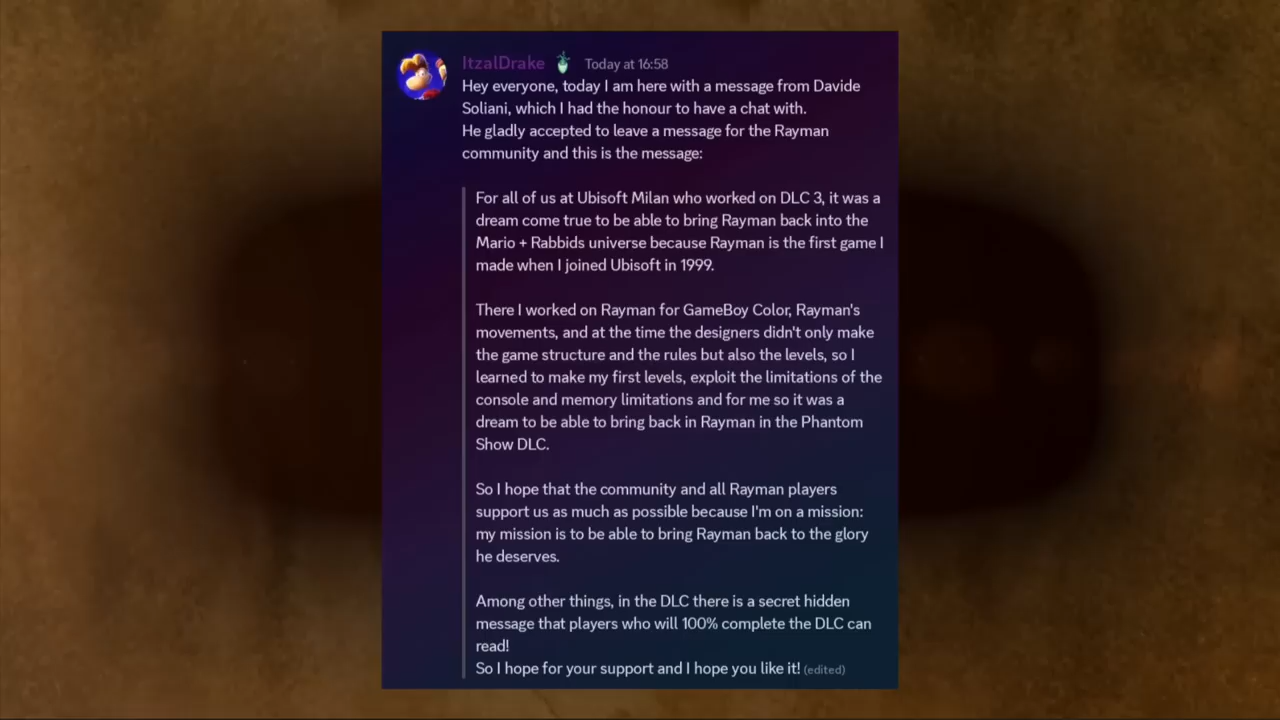 ItzalDrake Today at 16:58
Hey everyone, today I am here with a message from Davide
Soliani, which I had the honour to have a chat with.
He gladly accepted to leave a message for the Rayman
community and this is the message:
For all of us at Ubisoft Milan who worked on DLC 3, it was a
dream come true to be able to bring Rayman back into the
Mario + Rabbids universe because Rayman is the first game I
made when I joined Ubisoft in 1999.
There I worked on Rayman for GameBoy Color, Rayman's
movements, and at the time the designers didn't only make
the game structure and the rules but also the levels, so I
learned to make my first levels, exploit the limitations of the
console and memory limitations and for me so it was a
dream to be able to bring back in Rayman in the Phantom
Show DLC.
So I hope that the community and all Rayman players
support us as much as possible because I'm on a mission:
my mission is to be able to bring Rayman back to the glory
he deserves.
Among other things, in the DLC there is a secret hidden
message that players who will 100% complete the DLC can
read!
So I hope for your support and I hope you like it! (edited)